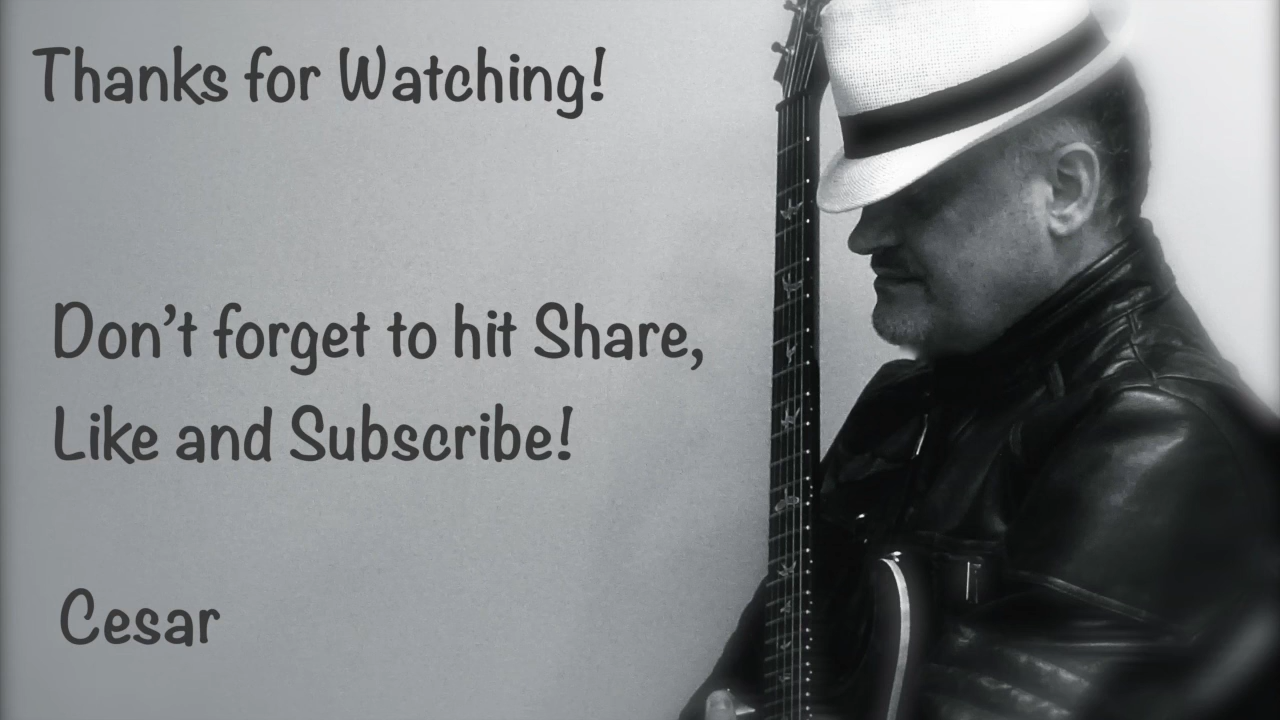 Thanks for Watching!
Don't forget to hit Share,
Like and Subscribe!
Cesar